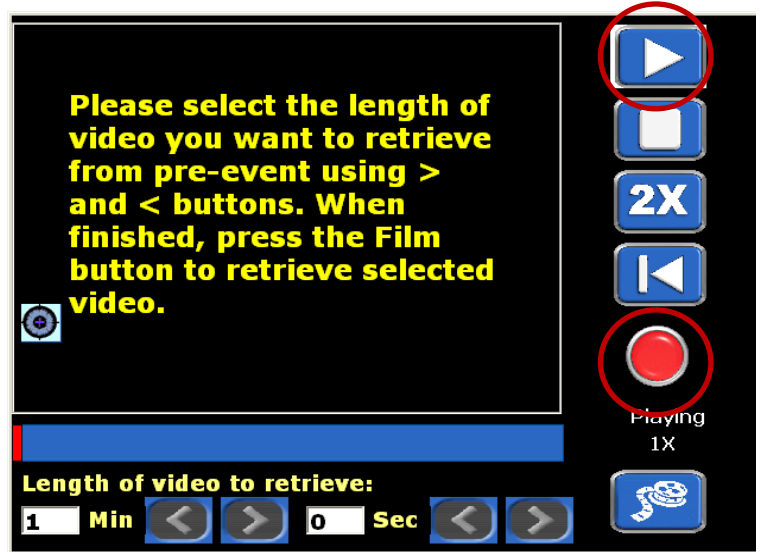 Please select the length of
video you want to retrieve
from pre-event using >
and < buttons. When
finished, press the Film
button to retrieve selected
video.
2X
Playing
1X
Length of video to retrieve:
1 Min < > 0 Sec < >